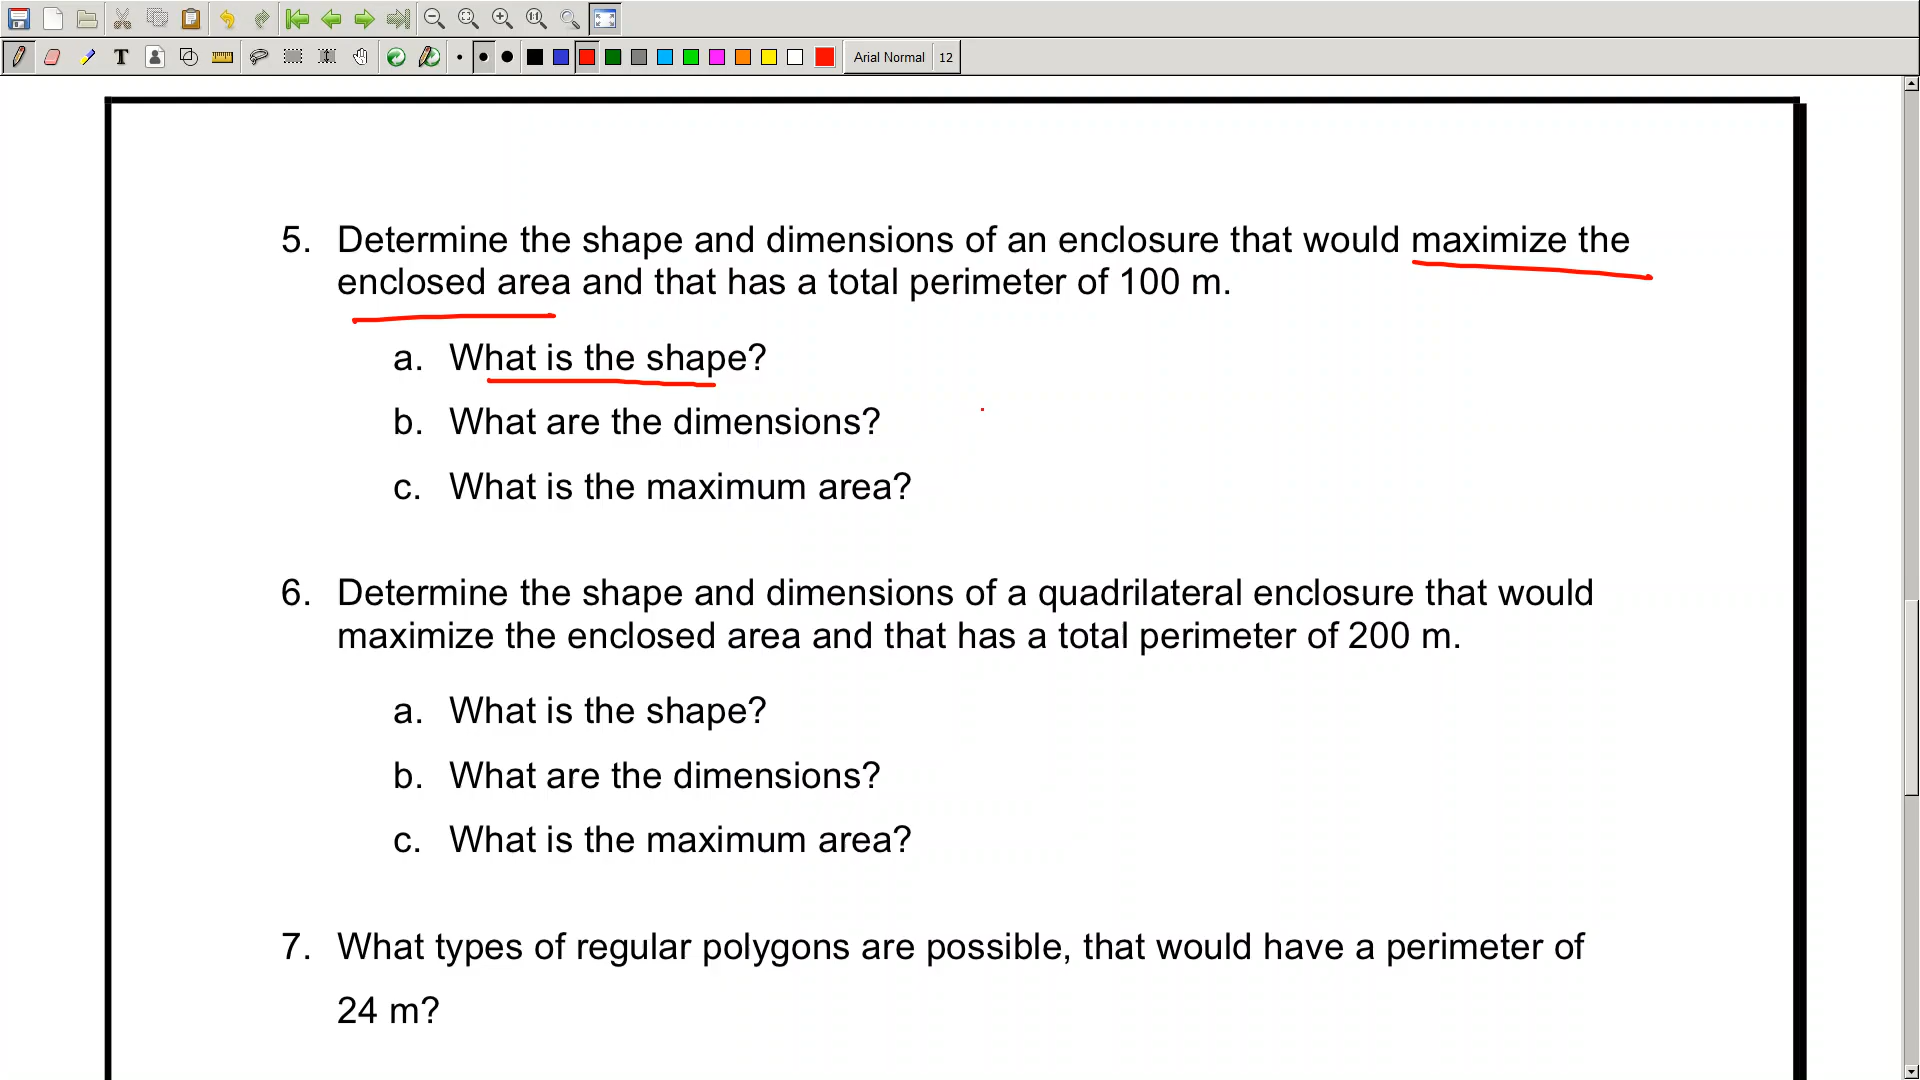 T
Arial Normal 12
5. Determine the shape and dimensions of an enclosure that would maximize the
enclosed area and that has a total perimeter of 100 m.
a. What is the shape?
b. What are the dimensions?
c. What is the maximum area?
6. Determine the shape and dimensions of a quadrilateral enclosure that would
maximize the enclosed area and that has a total perimeter of 200 m.
a. What is the shape?
b. What are the dimensions?
c. What is the maximum area?
7. What types of regular polygons are possible, that would have a perimeter of
24 m?